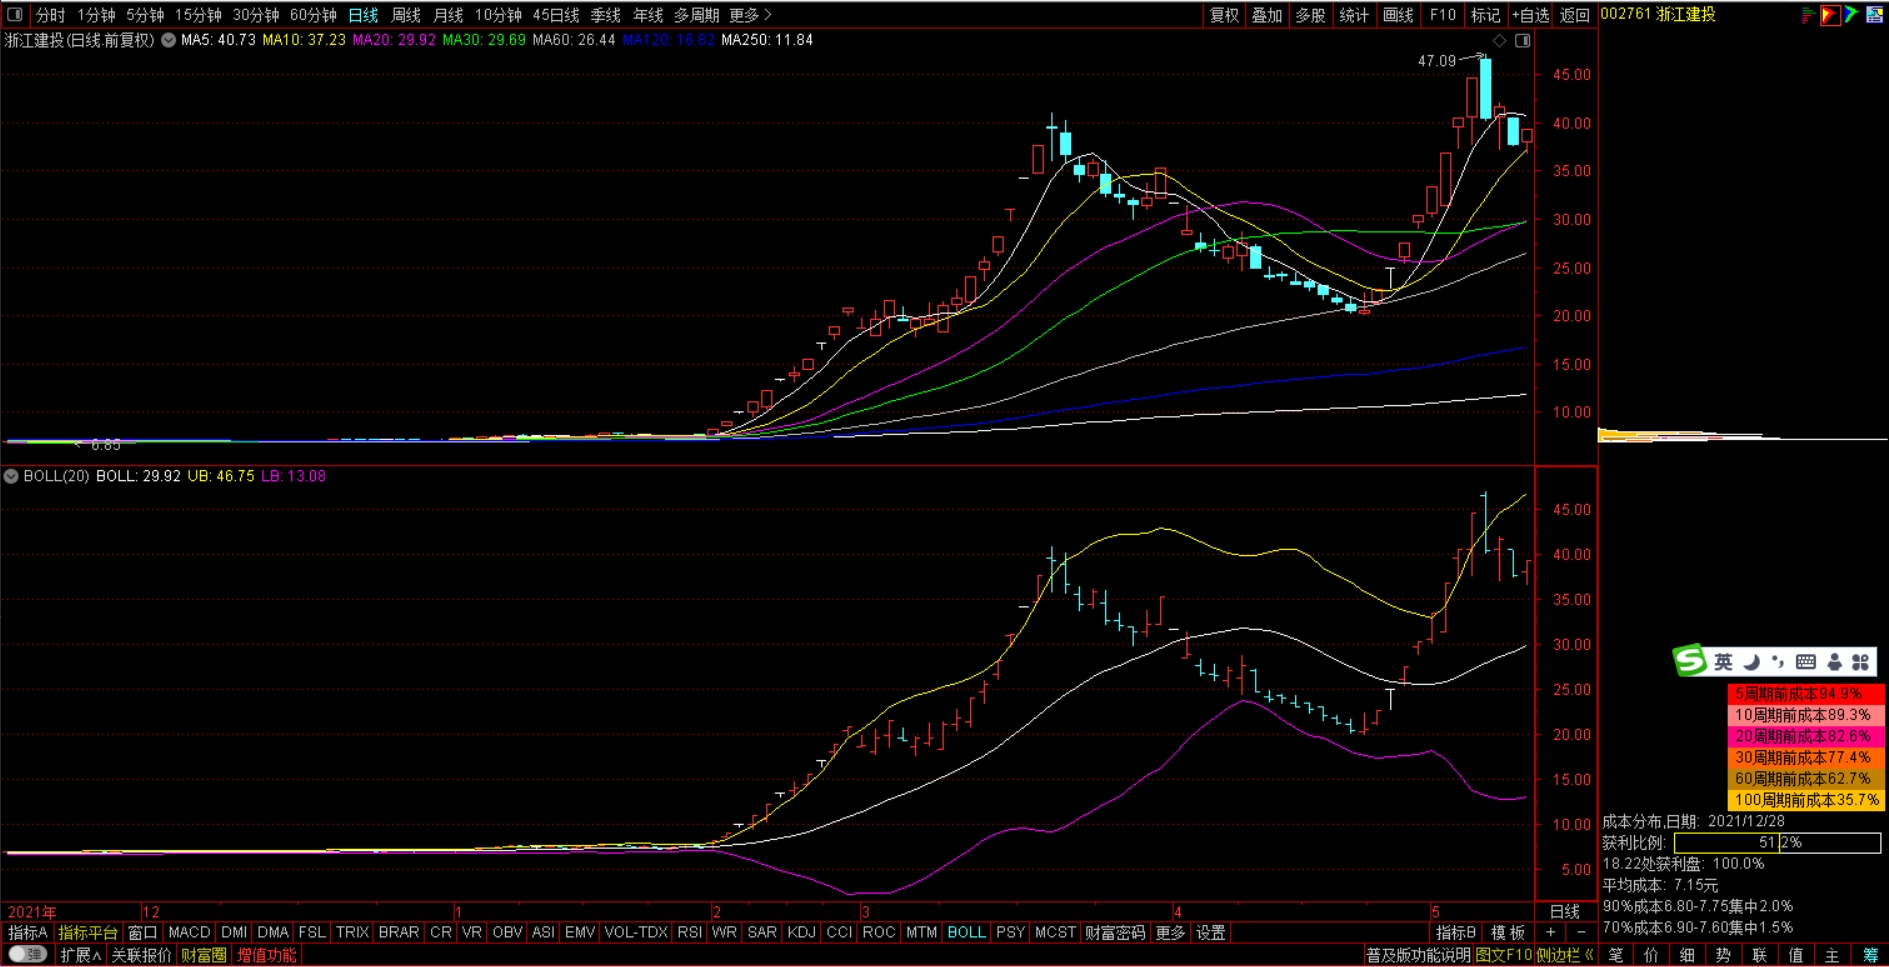 分时 1分钟 5分钟 15分钟 30分钟 60分钟 日线 周线 月线 10分钟 45日线 季线 年线 多周期 更多 复权 叠加 多股 统计 画线 F10 标记 +自选 返回 002761 浙江建投
浙江建投(日线.前复权) MA5: 40.73 MA10: 37.23 MA20: 29.92 MA30: 29.69 MA60: 26.44 MA120: 16.82 MA250: 11.84
47.09
45.00
40.00
35.00
30.00
25.00
20.00
15.00
10.00
6.85
BOLL(20) BOLL: 29.92 UB: 46.75 LB: 13.08
45.00
40.00
35.00
30.00
25.00
20.00
15.00
10.00
5.00
英
5周期前成本94.9%
10周期前成本89.3%
20周期前成本82.6%
30周期前成本77.4%
60周期前成本62.7%
100周期前成本35.7%
成本分布,日期: 2021/12/28
获利比例: 51.2%
18.22处获利盘: 100.0%
平均成本: 7.15元
90%成本6.80-7.75集中2.0%
70%成本6.90-7.60集中1.5%
2021年 12 1 2 3 4 5 日线
指标A 指标平台 窗口 MACD DMI DMA FSL TRIX BRAR CR VR OBV ASI EMV VOL-TDX RSI WR SAR KDJ CCI ROC MTM BOLL PSY MCST 财富密码 更多 设置 指标B 模板 + -
弹 扩展∧ 关联报价 财富圈 增值功能 普及版功能说明 图文F10 侧边栏《 笔 价 细 势 联 值 主 筹